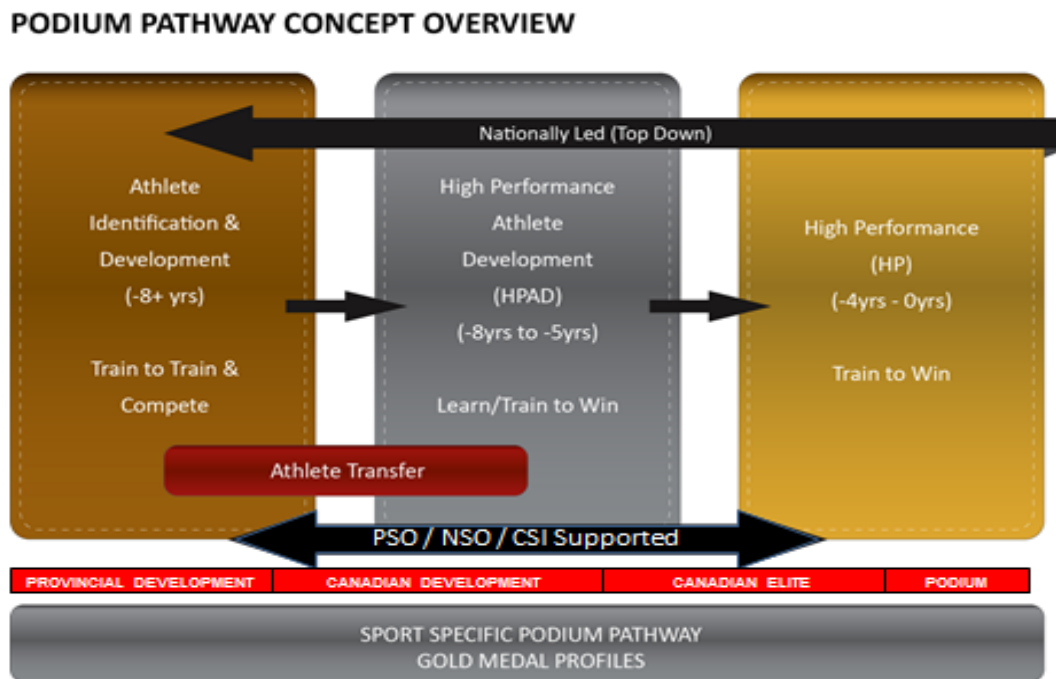 PODIUM PATHWAY CONCEPT OVERVIEW
Nationally Led (Top Down)
Athlete
Identification &
Development
(-8+ yrs)
Train to Train &
Compete
High Performance
Athlete
Development
(HPAD)
(-8yrs to -5yrs)
Learn/Train to Win
High Performance
(HP)
(-4yrs - 0yrs)
Train to Win
Athlete Transfer
PSO / NSO / CSI Supported
PROVINCIAL DEVELOPMENT
CANADIAN DEVELOPMENT
CANADIAN ELITE
PODIUM
SPORT SPECIFIC PODIUM PATHWAY
GOLD MEDAL PROFILES